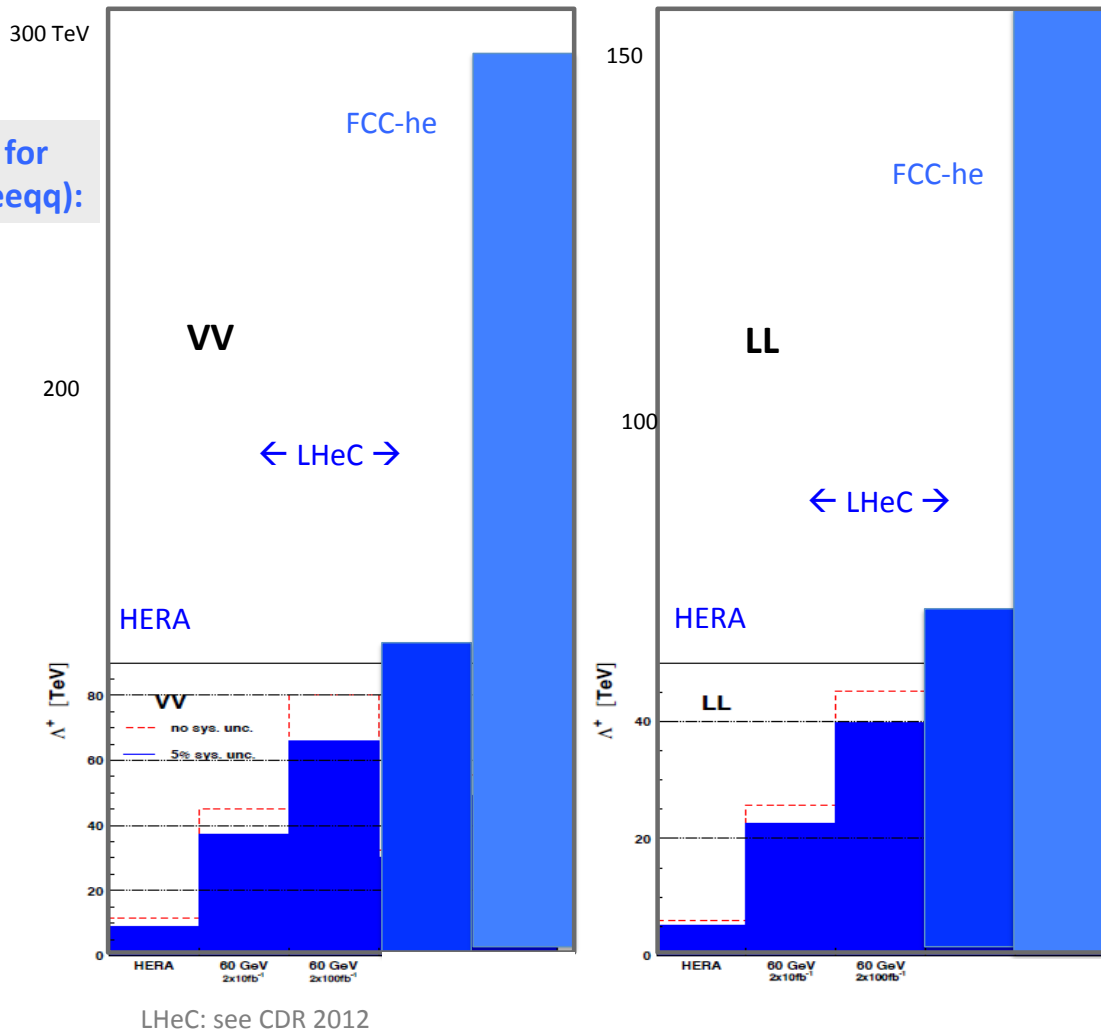 300 TeV
for
eeqq):
200
FCC-he
VV
← LHeC →
HERA
Λ⁺ [TeV]
80
60
40
20
0
VV
no sys. unc.
5% sys. unc.
HERA
60 GeV
2x10fb⁻¹
60 GeV
2x100fb⁻¹
LHeC: see CDR 2012
150
100
FCC-he
LL
← LHeC →
HERA
Λ⁺ [TeV]
40
20
0
LL
HERA
60 GeV
2x10fb⁻¹
60 GeV
2x100fb⁻¹